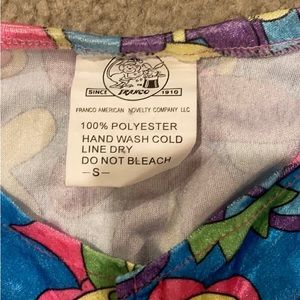 SINCE FRANCO 1910
FRANCO AMERICAN NOVELTY COMPANY LLC.
100% POLYESTER
HAND WASH COLD
LINE DRY
DO NOT BLEACH
—S—